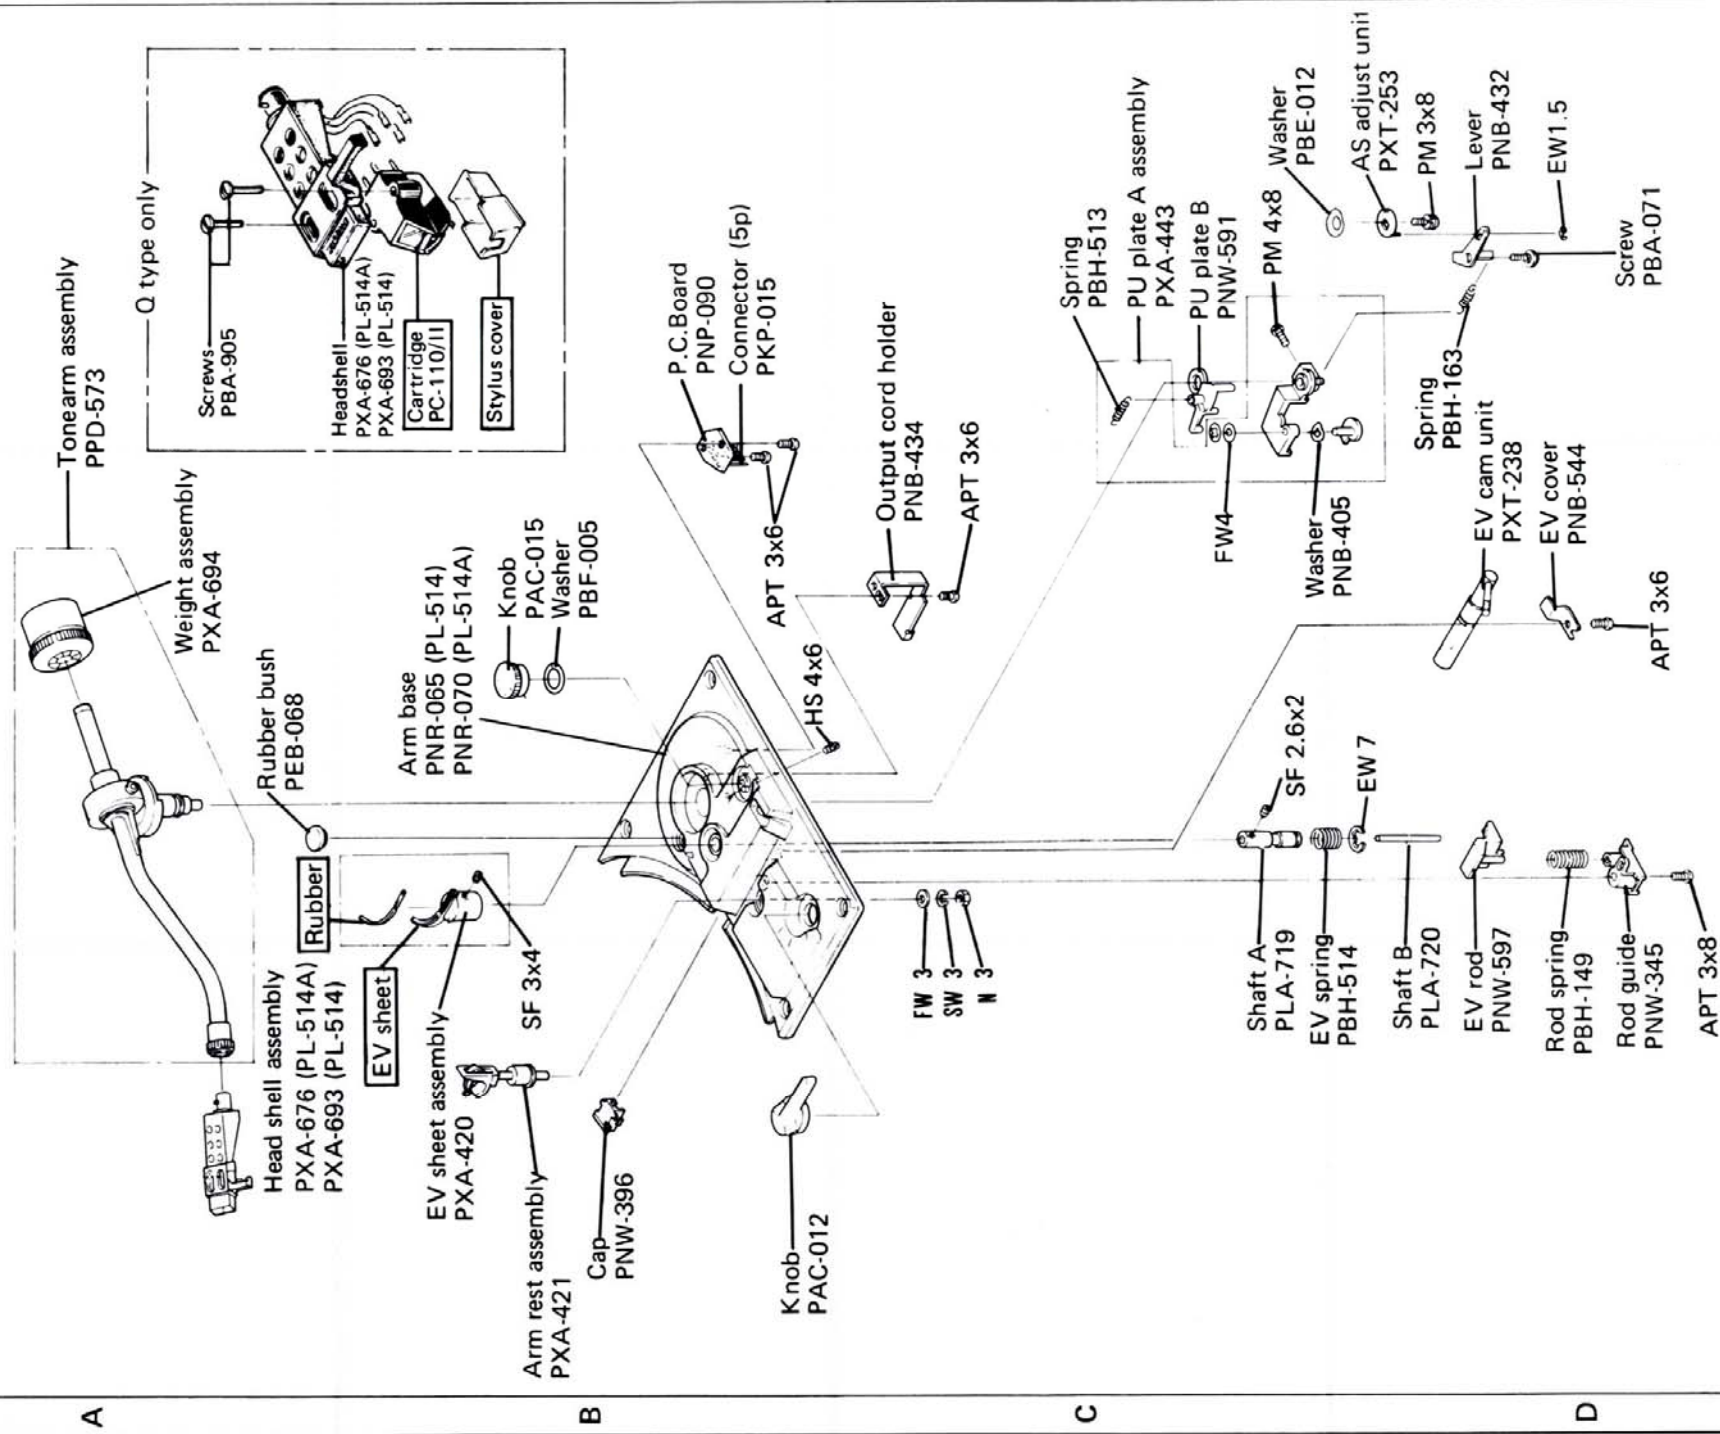 A
B
C
D
Tonearm assembly
PPD-573
Weight assembly
PXA-694
Head shell assembly
PXA-676 (PL-514A)
PXA-693 (PL-514)
Q type only
Screws
PBA-905
Headshell
PXA-676 (PL-514A)
PXA-693 (PL-514)
Cartridge
PC-110/II
Stylus cover
Rubber bush
PEB-068
Rubber
EV sheet
SF 3x4
EV sheet assembly
PXA-420
Arm rest assembly
PXA-421
Cap
PNW-396
Knob
PAC-012
Arm base
PNR-065 (PL-514)
PNR-070 (PL-514A)
Knob
PAC-015
Washer
PBF-005
HS 4x6
P.C.Board
PNP-090
Connector (5p)
PKP-015
APT 3x6
Output cord holder
PNB-434
APT 3x6
FW 3
SW 3
N 3
Spring
PBH-513
PU plate A assembly
PXA-443
PU plate B
PNW-591
PM 4x8
FW4
Washer
PNB-405
Washer
PBE-012
AS adjust unit
PXT-253
PM 3x8
Lever
PNB-432
EW1.5
Screw
PBA-071
Spring
PBH-163
EV cam unit
PXT-238
EV cover
PNB-544
APT 3x6
SF 2.6x2
EW 7
Shaft A
PLA-719
EV spring
PBH-514
Shaft B
PLA-720
EV rod
PNW-597
Rod spring
PBH-149
Rod guide
PNW-345
APT 3x8